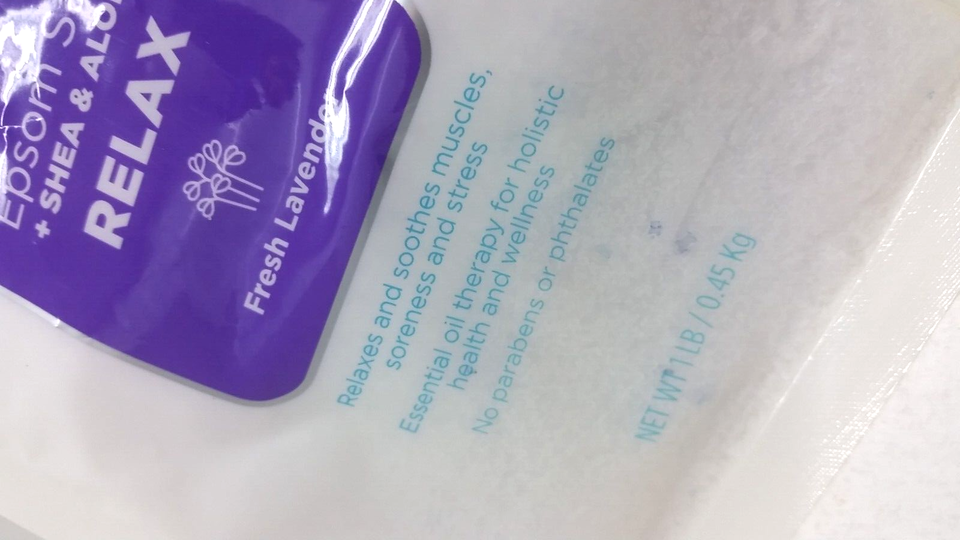 Epsom
+ SHEA & ALO
RELAX
Fresh Lavender
Relaxes and soothes muscles,
soreness and stress
Essential oil therapy for holistic
health and wellness
No parabens or phthalates
NET WT 1 LB / 0.45 Kg